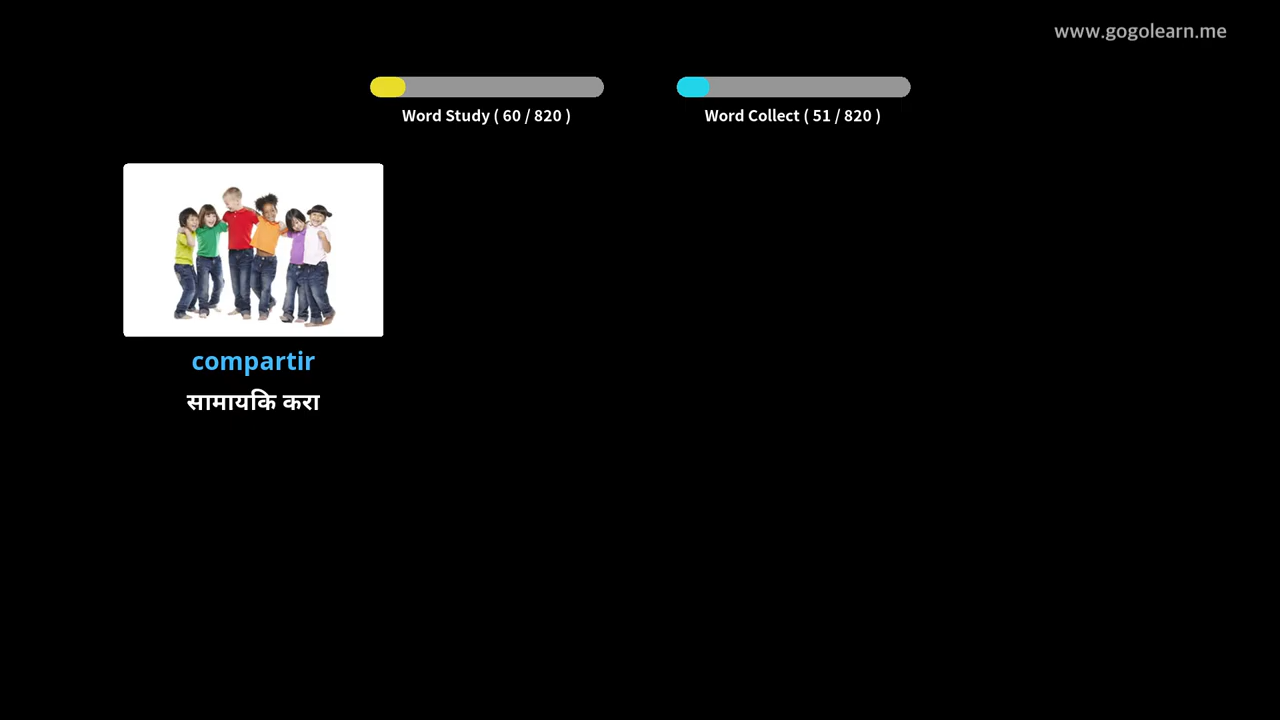 www.gogolearn.me
Word Study ( 60 / 820 )
Word Collect ( 51 / 820 )
compartir
सामायकि करा